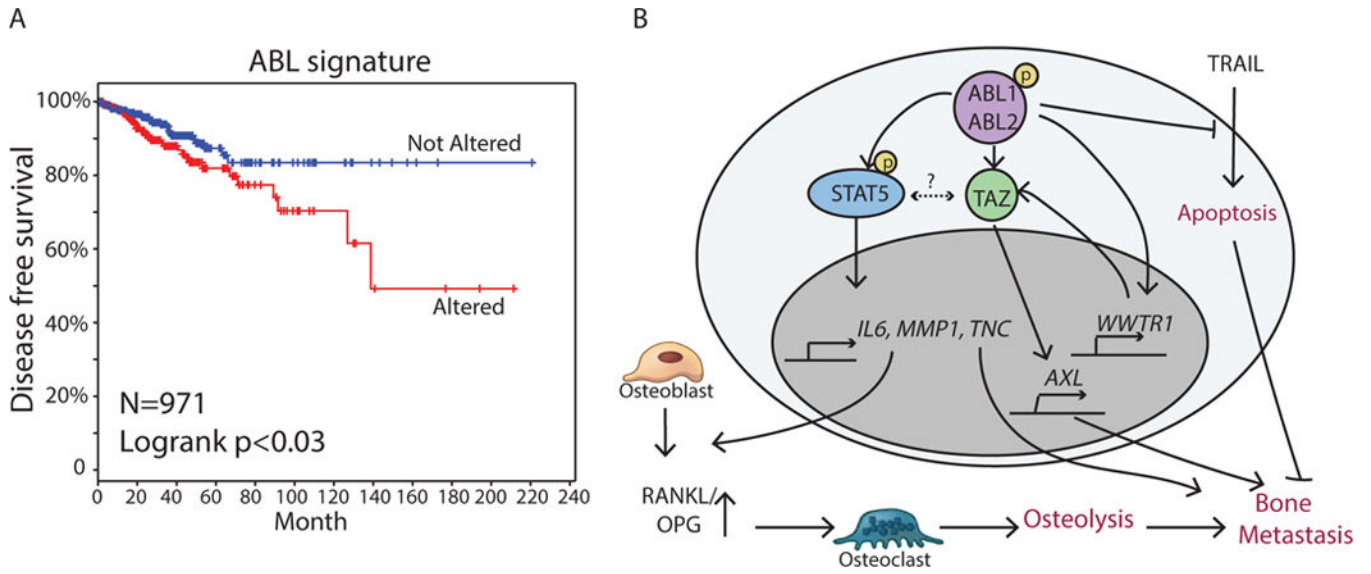 A
ABL signature
Disease free survival
100%
80%
60%
40%
20%
0
Not Altered
Altered
N=971
Logrank p<0.03
0 20 40 60 80 100 120 140 160 180 200 220 240
Month
B
p
ABL1
ABL2
TRAIL
p
STAT5
?
TAZ
Apoptosis
IL6, MMP1, TNC
WWTR1
AXL
Osteoblast
RANKL/
OPG
Osteoclast
Osteolysis
Bone
Metastasis